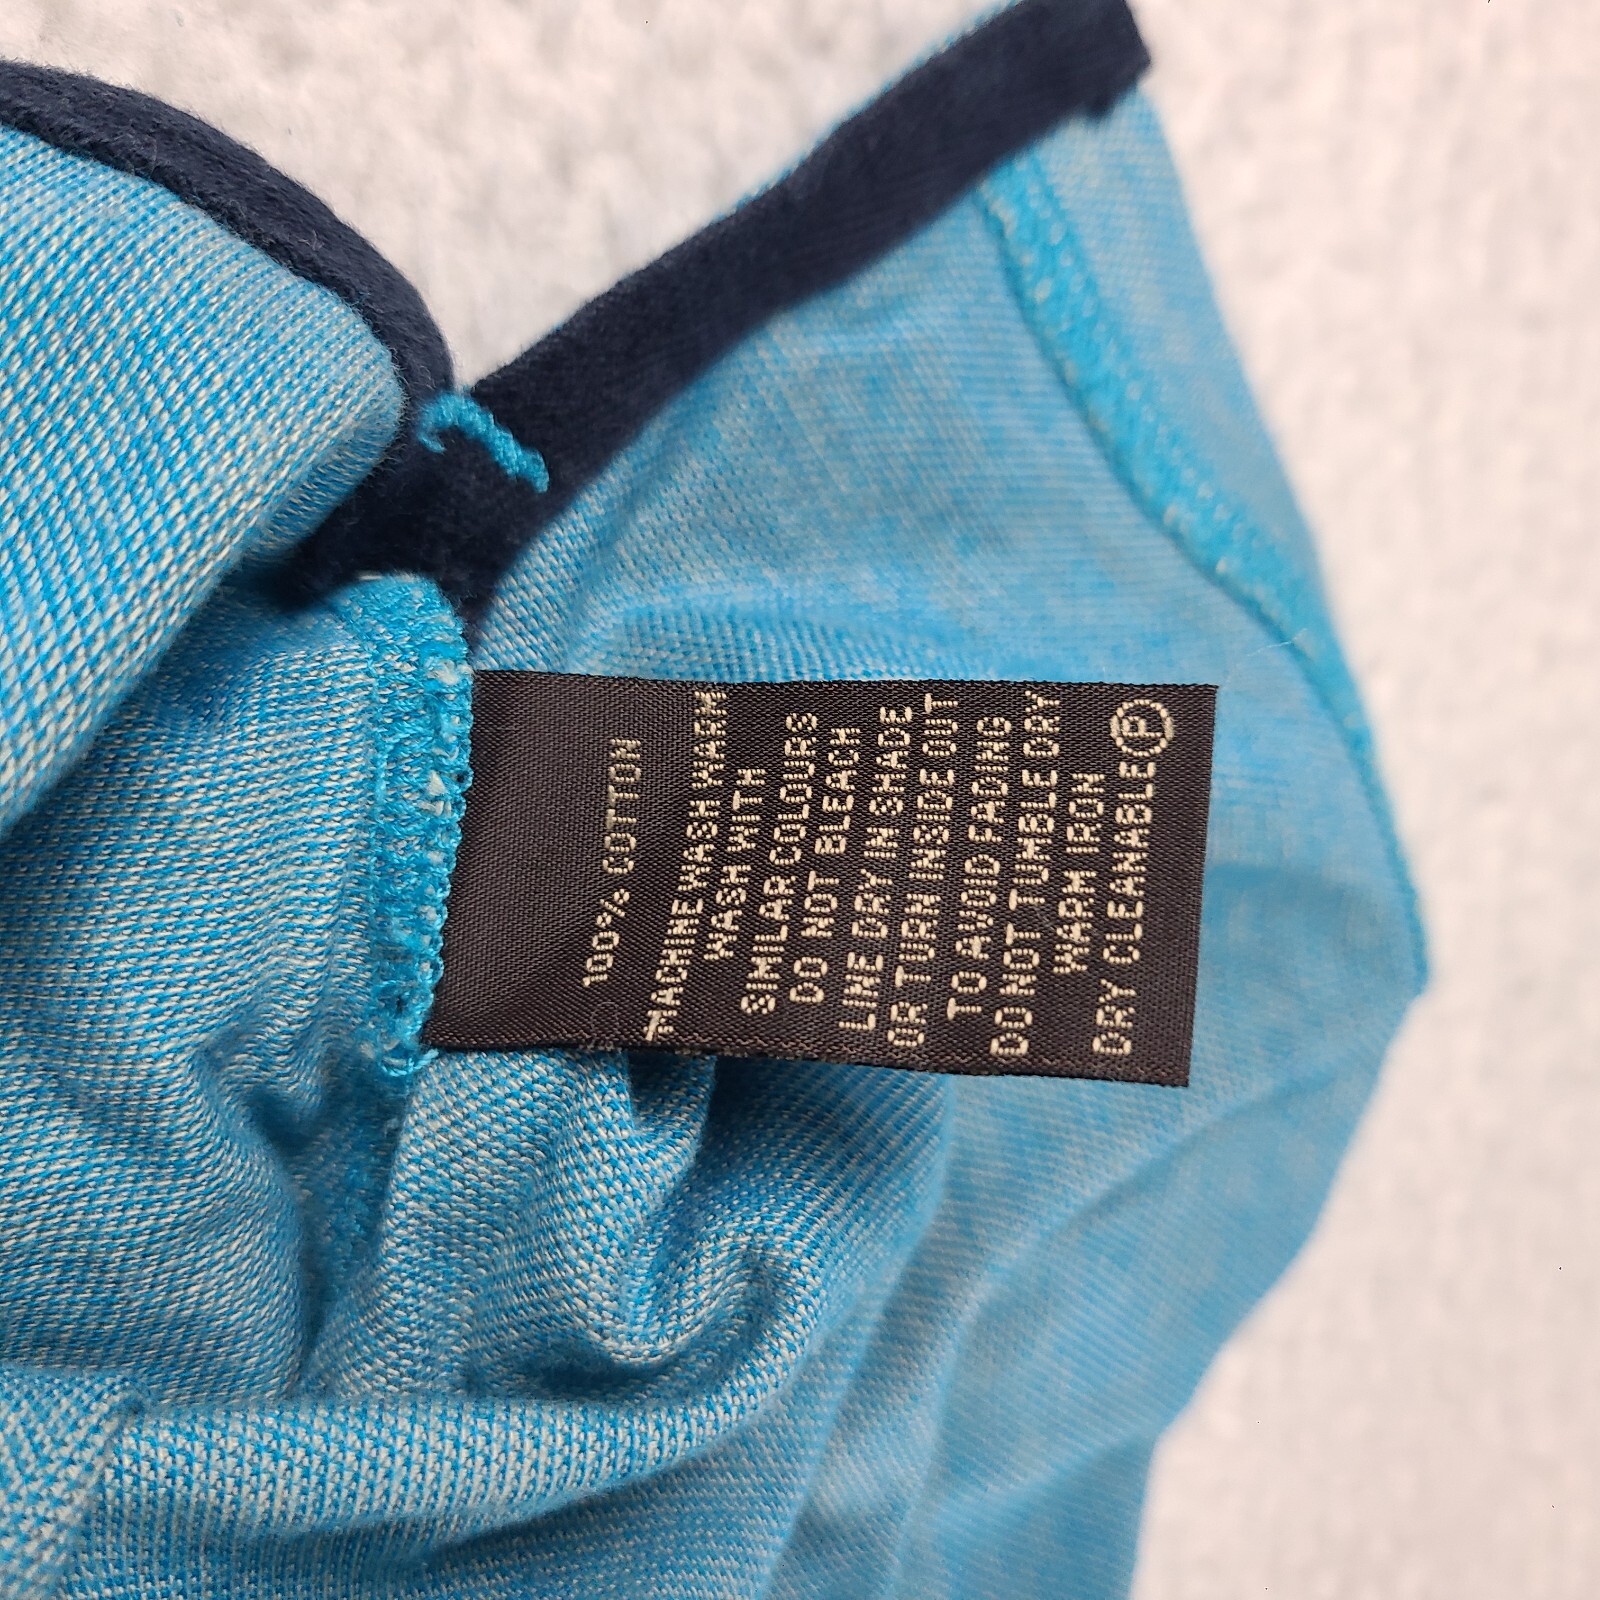 100% COTTON
MACHINE WASH WARM
WASH WITH
SIMILAR COLOURS
DO NOT BLEACH
LINE DRY IN SHADE
OR TURN INSIDE OUT
TO AVOID FADING
DO NOT TUMBLE DRY
WARM IRON
DRY CLEANABLE Ⓟ